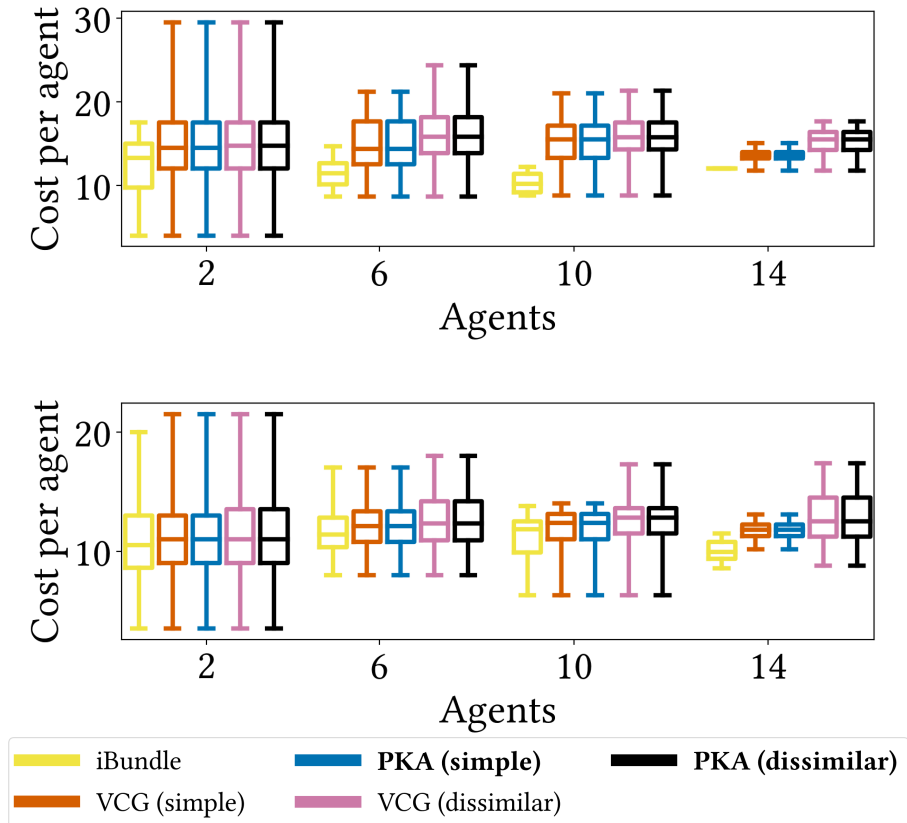 Cost per agent
30
20
10
2 6 10 14
Agents
Cost per agent
20
10
2 6 10 14
Agents
iBundle PKA (simple) PKA (dissimilar)
VCG (simple) VCG (dissimilar)